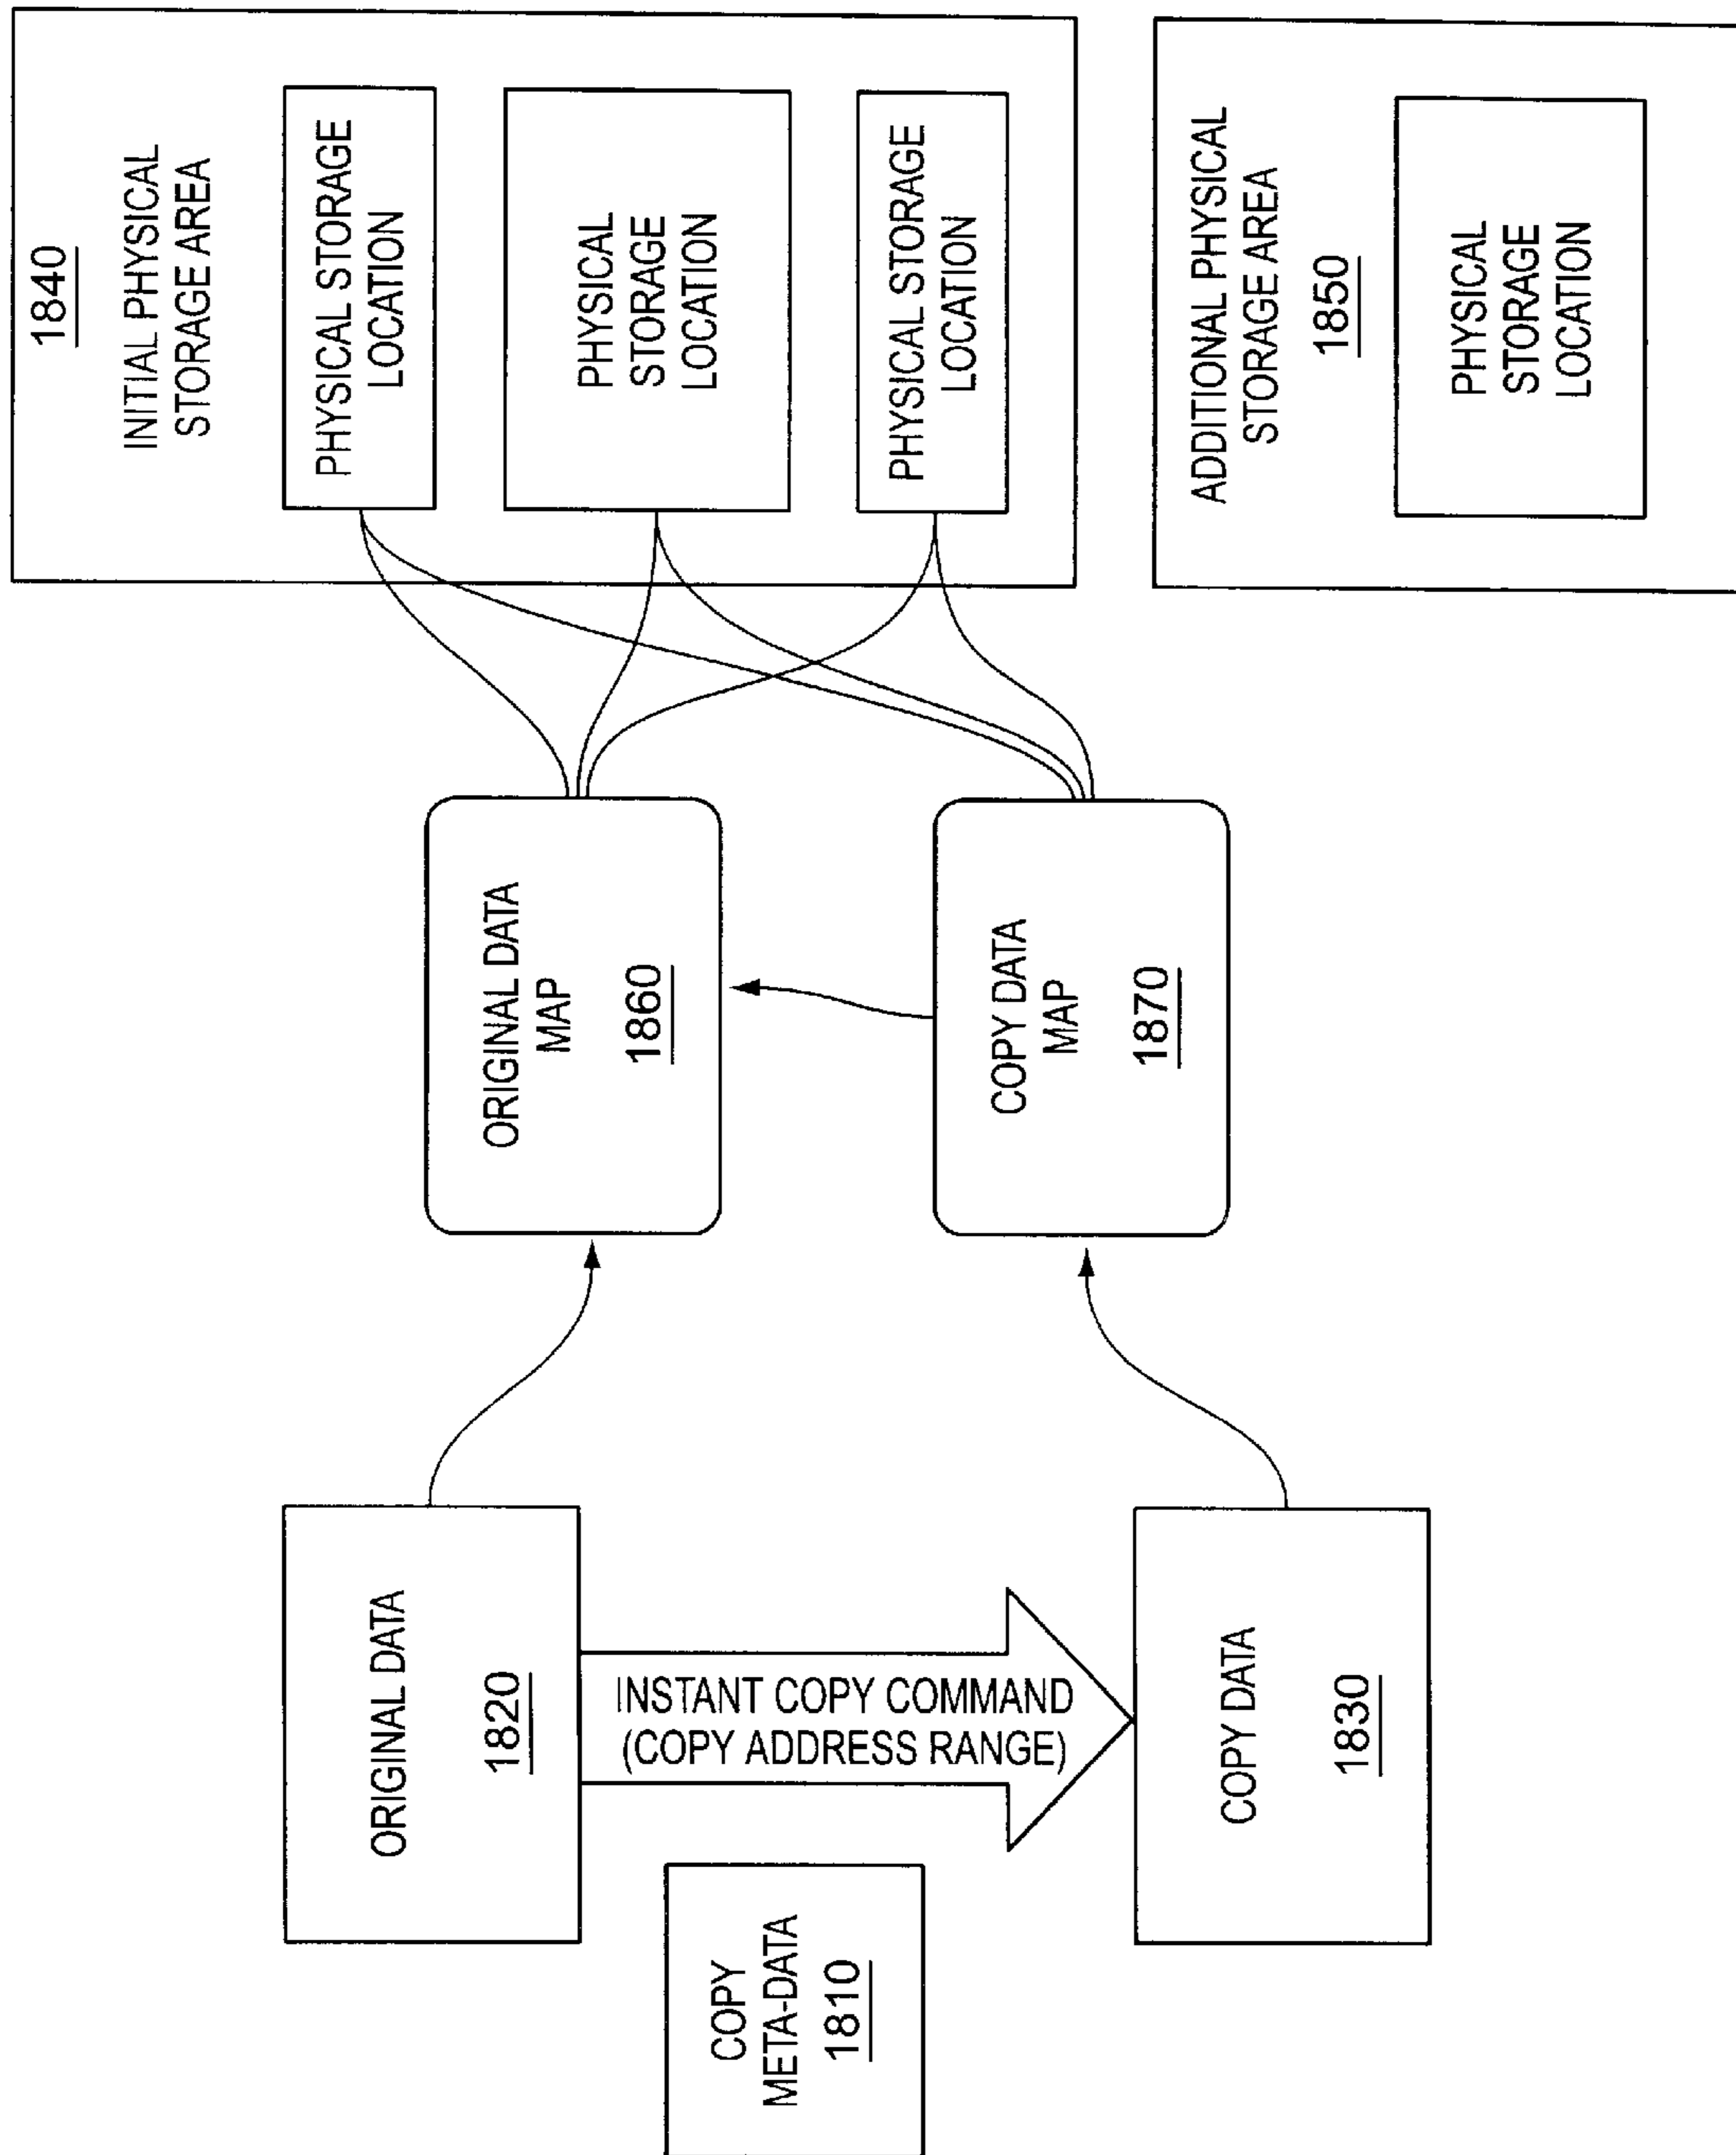 COPY
META-DATA
1810
ORIGINAL DATA
1820
INSTANT COPY COMMAND
(COPY ADDRESS RANGE)
COPY DATA
1830
ORIGINAL DATA
MAP
1860
COPY DATA
MAP
1870
1840
INITIAL PHYSICAL
STORAGE AREA
PHYSICAL STORAGE
LOCATION
PHYSICAL
STORAGE
LOCATION
PHYSICAL STORAGE
LOCATION
ADDITIONAL PHYSICAL
STORAGE AREA
1850
PHYSICAL
STORAGE
LOCATION